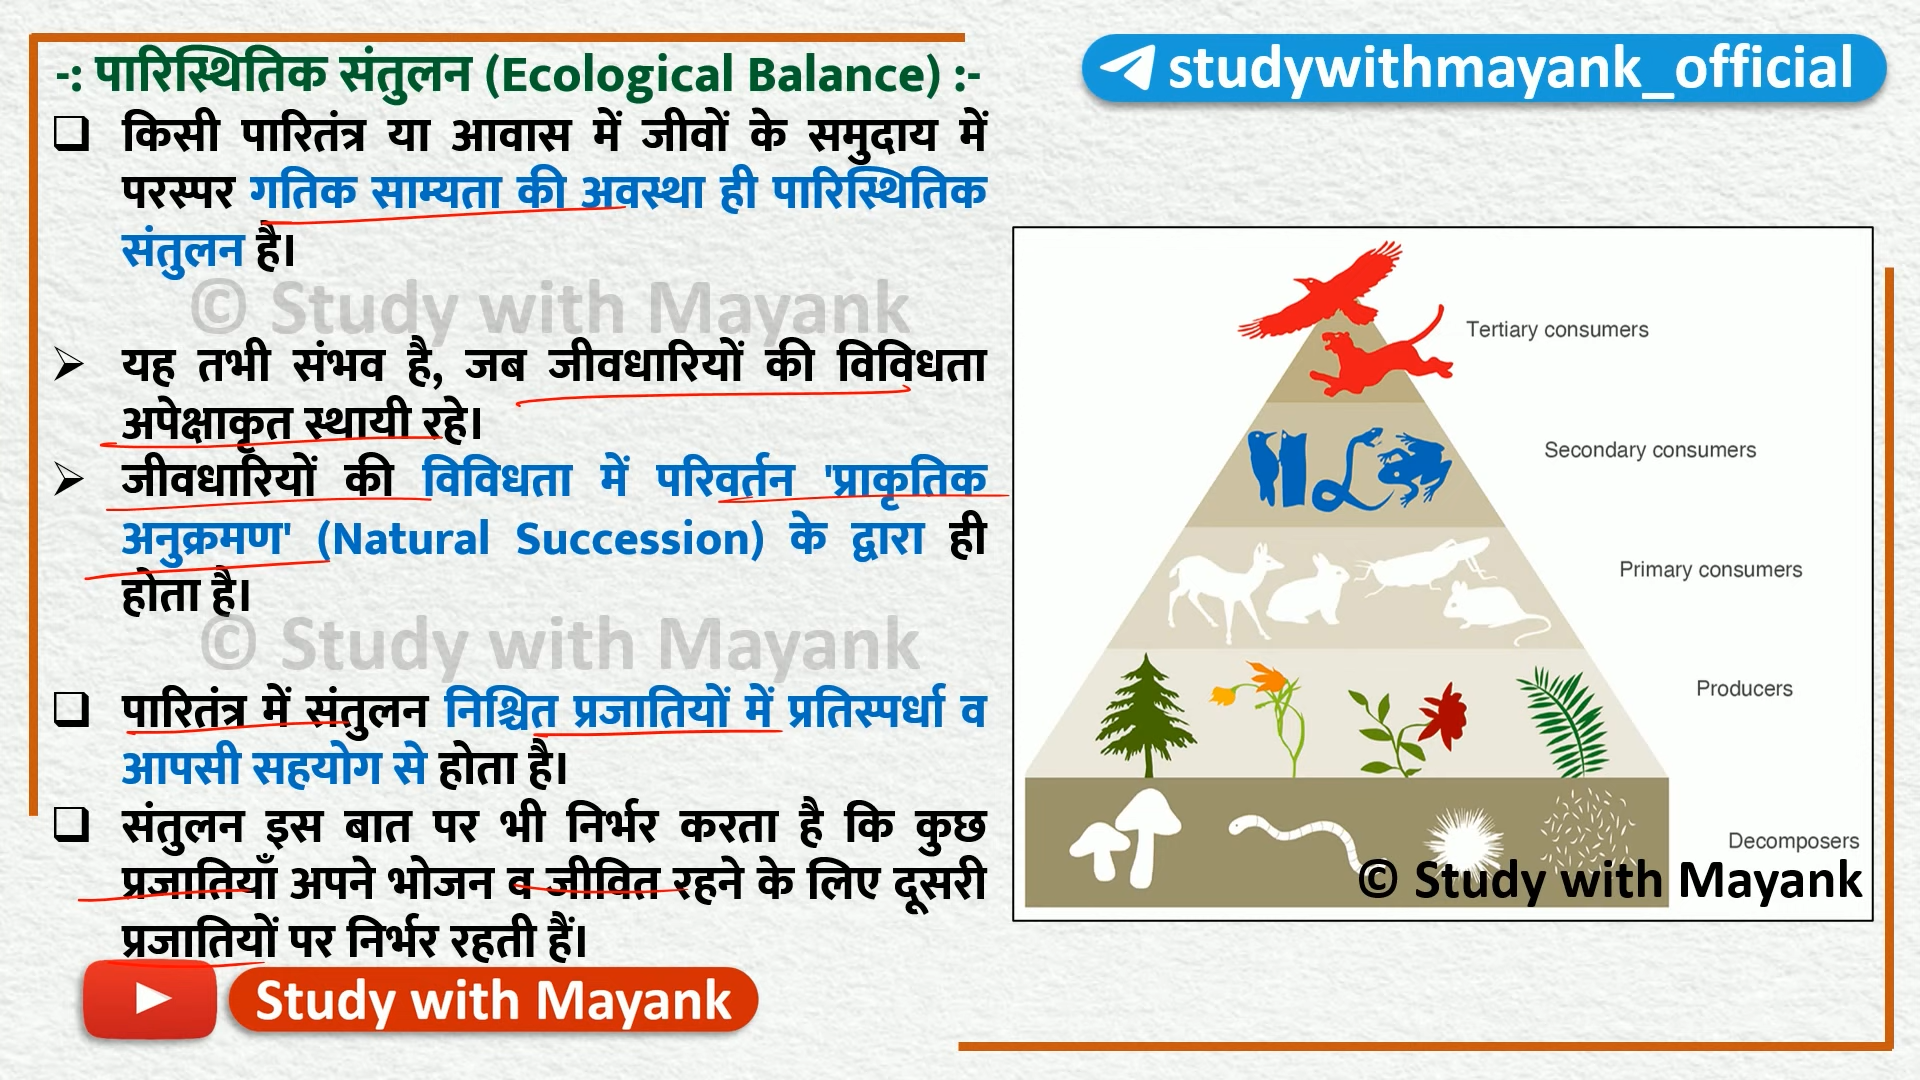 -: पारिस्थितिक संतुलन (Ecological Balance) :-
studywithmayank_official
❑ किसी पारितंत्र या आवास में जीवों के समुदाय में
परस्पर गतिक साम्यता की अवस्था ही पारिस्थितिक
संतुलन है।
© Study with Mayank
➢ यह तभी संभव है, जब जीवधारियों की विविधता
अपेक्षाकृत स्थायी रहे।
➢ जीवधारियों की विविधता में परिवर्तन 'प्राकृतिक
अनुक्रमण' (Natural Succession) के द्वारा ही
होता है।
© Study with Mayank
❑ पारितंत्र में संतुलन निश्चित प्रजातियों में प्रतिस्पर्धा व
आपसी सहयोग से होता है।
❑ संतुलन इस बात पर भी निर्भर करता है कि कुछ
प्रजातियाँ अपने भोजन व जीवित रहने के लिए दूसरी
प्रजातियों पर निर्भर रहती हैं।
Study with Mayank
Tertiary consumers
Secondary consumers
Primary consumers
Producers
Decomposers
© Study with Mayank